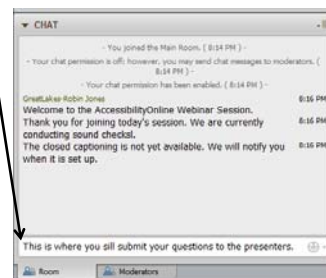 CHAT
- You joined the Main Room. ( 8:14 PM ) -
- Your chat permission is off; however, you may send chat messages to moderators. (
8:14 PM ) -
- Your chat permission has been enabled. ( 8:14 PM ) -
GreatLakes Robin Jones 8:16 PM
Welcome to the AccessibilityOnline Webinar Session.
Thank you for joining today's session. We are currently 8:16 PM
conducting sound checksl.
The closed captioning is not yet available. We will notify you 8:16 PM
when it is set up.
This is where you sill submit your questions to the presenters.
Room Moderators